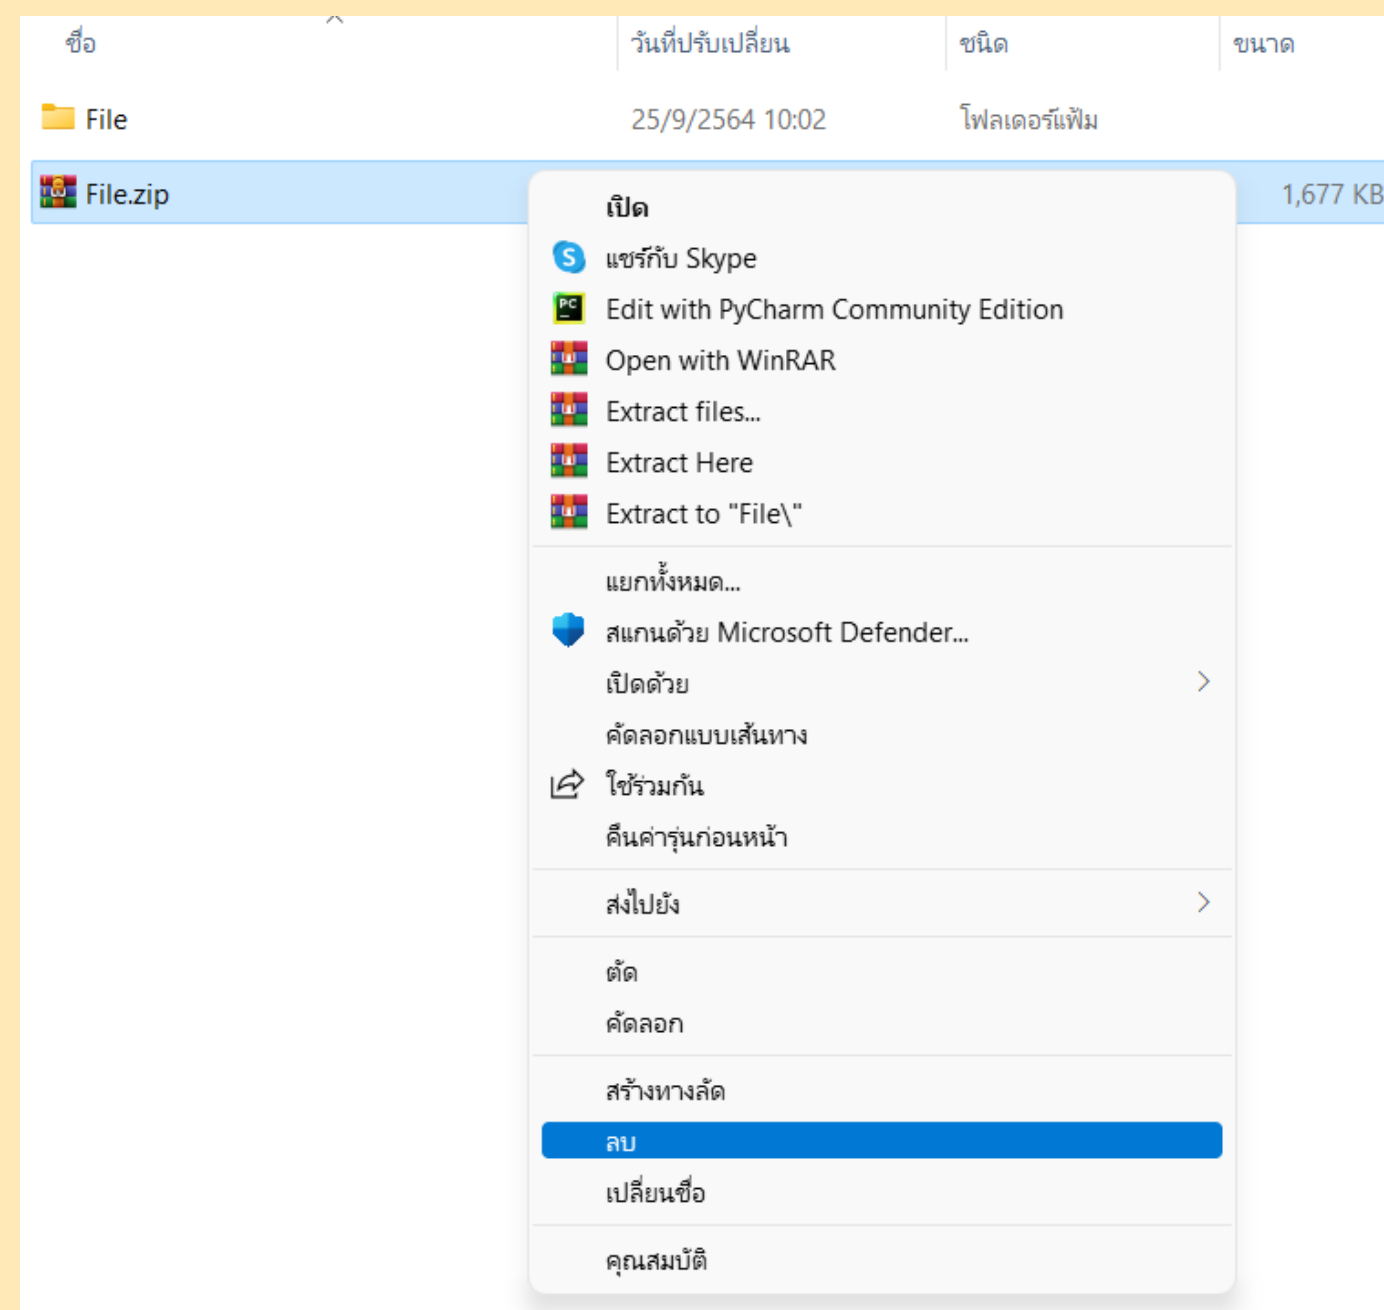 ชื่อ วันที่ปรับเปลี่ยน ชนิด ขนาด
File 25/9/2564 10:02 โฟลเดอร์แฟ้ม
File.zip 1,677 KB
เปิด
แชร์กับ Skype
Edit with PyCharm Community Edition
Open with WinRAR
Extract files...
Extract Here
Extract to "File\"
แยกทั้งหมด...
สแกนด้วย Microsoft Defender...
เปิดด้วย
คัดลอกแบบเส้นทาง
ใช้ร่วมกัน
คืนค่ารุ่นก่อนหน้า
ส่งไปยัง
ตัด
คัดลอก
สร้างทางลัด
ลบ
เปลี่ยนชื่อ
คุณสมบัติ